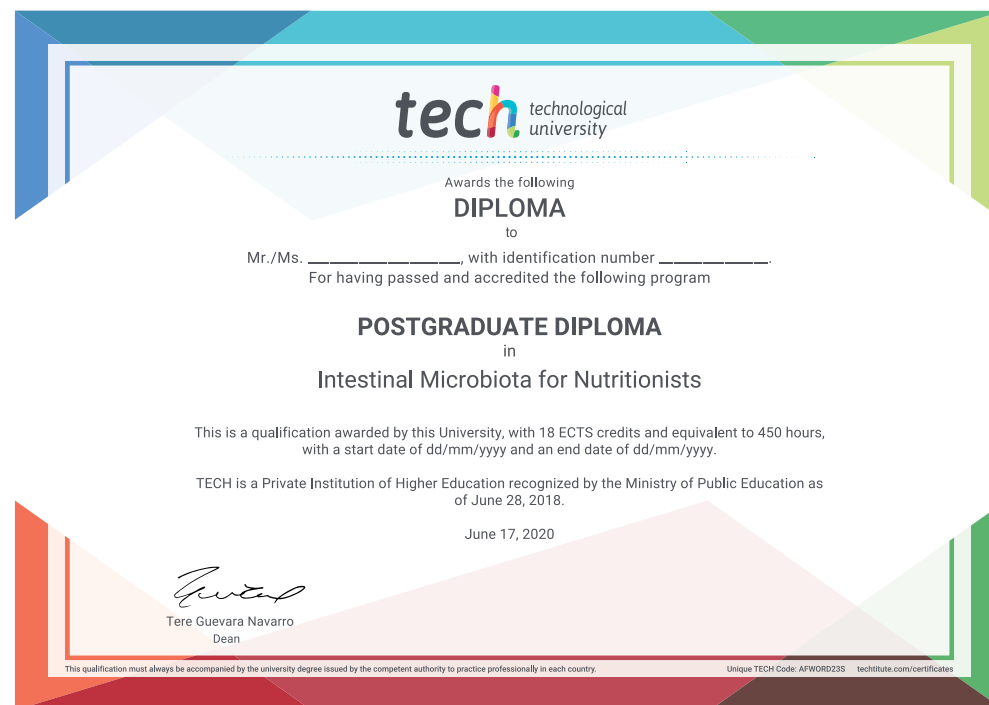 tech technological
university
Awards the following
DIPLOMA
to
Mr./Ms. ___________________, with identification number ______________.
For having passed and accredited the following program
POSTGRADUATE DIPLOMA
in
Intestinal Microbiota for Nutritionists
This is a qualification awarded by this University, with 18 ECTS credits and equivalent to 450 hours,
with a start date of dd/mm/yyyy and an end date of dd/mm/yyyy.
TECH is a Private Institution of Higher Education recognized by the Ministry of Public Education as
of June 28, 2018.
June 17, 2020
Tere Guevara Navarro
Dean
This qualification must always be accompanied by the university degree issued by the competent authority to practice professionally in each country.
Unique TECH Code: AFWORD23S techtitute.com/certificates